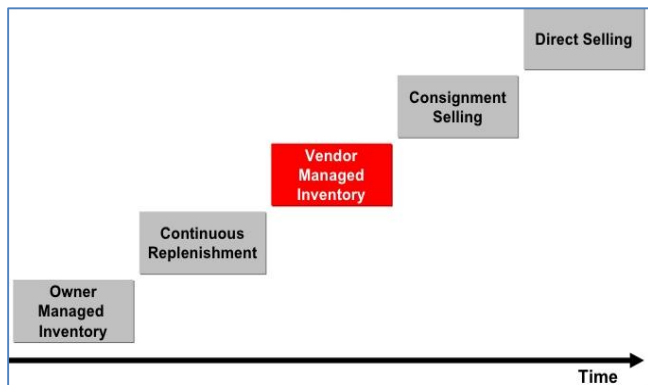 Direct Selling
Consignment
Selling
Vendor
Managed
Inventory
Continuous
Replenishment
Owner
Managed
Inventory
Time